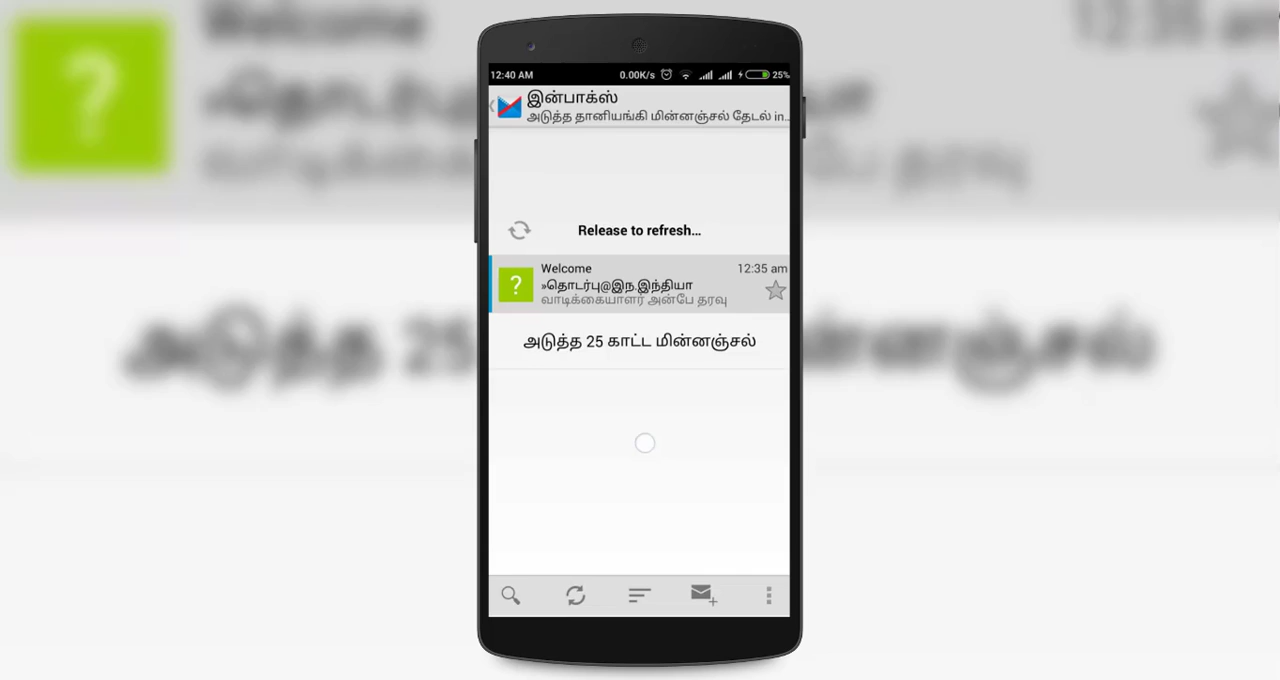 12:40 AM 0.00K/s 25%
இன்பாக்ஸ்
அடுத்த தானியங்கி மின்னஞ்சல் தேடல் in..
Release to refresh...
Welcome 12:35 am
»தொடர்பு@இந.இந்தியா
வாடிக்கையாளர் அன்பே தரவு
அடுத்த 25 காட்ட மின்னஞ்சல்